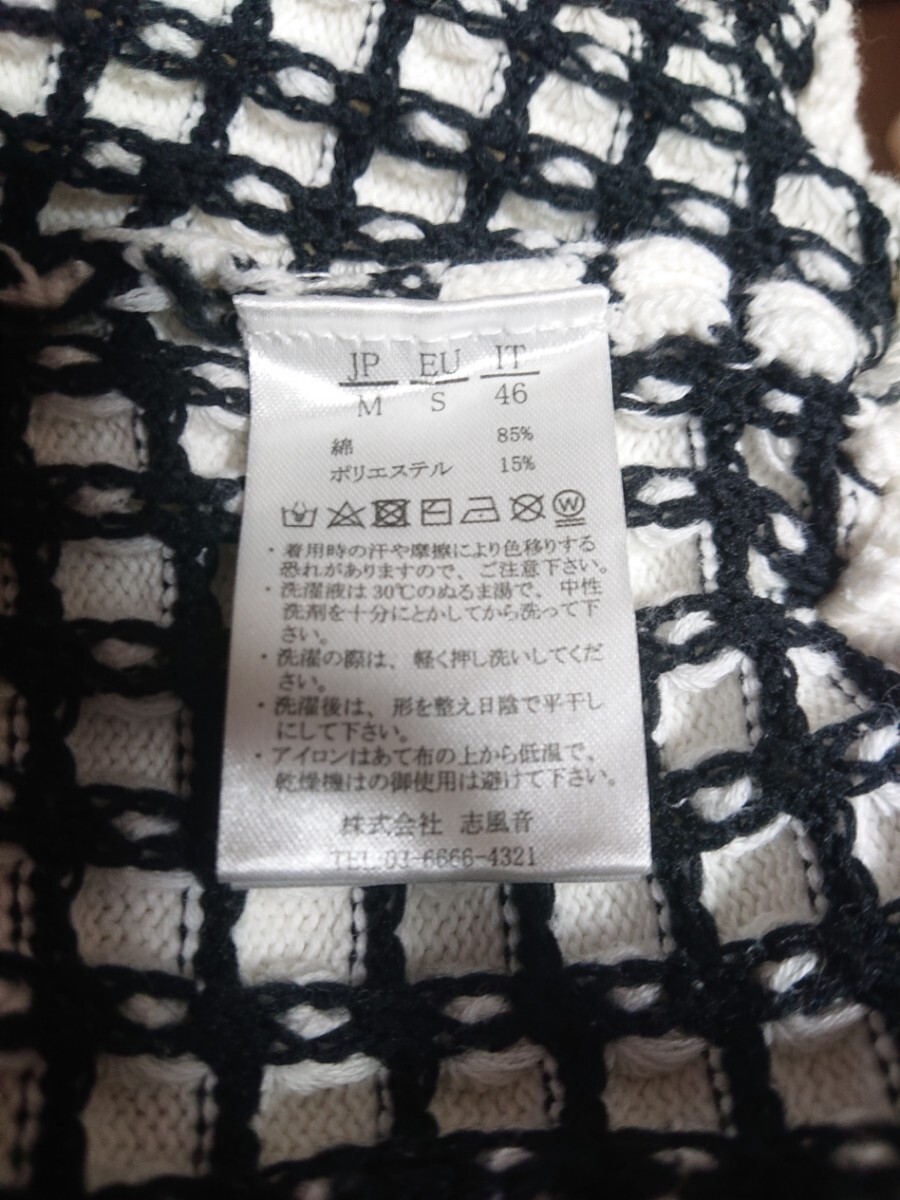 JP EU IT
M S 46
綿 85%
ポリエステル 15%
W
・着用時の汗や摩擦により色移りする
恐れがありますので、ご注意下さい。
・洗濯液は30℃のぬるま湯で、中性
洗剤を十分にとかしてから洗って下
さい。
・洗濯の際は、軽く押し洗いしてくだ
さい。
・洗濯後は、形を整え日陰で平干し
にして下さい。
・アイロンはあて布の上から低温で、
乾燥機はの御使用は避けて下さい。
株式会社 志風音
TEL:03-6666-4321